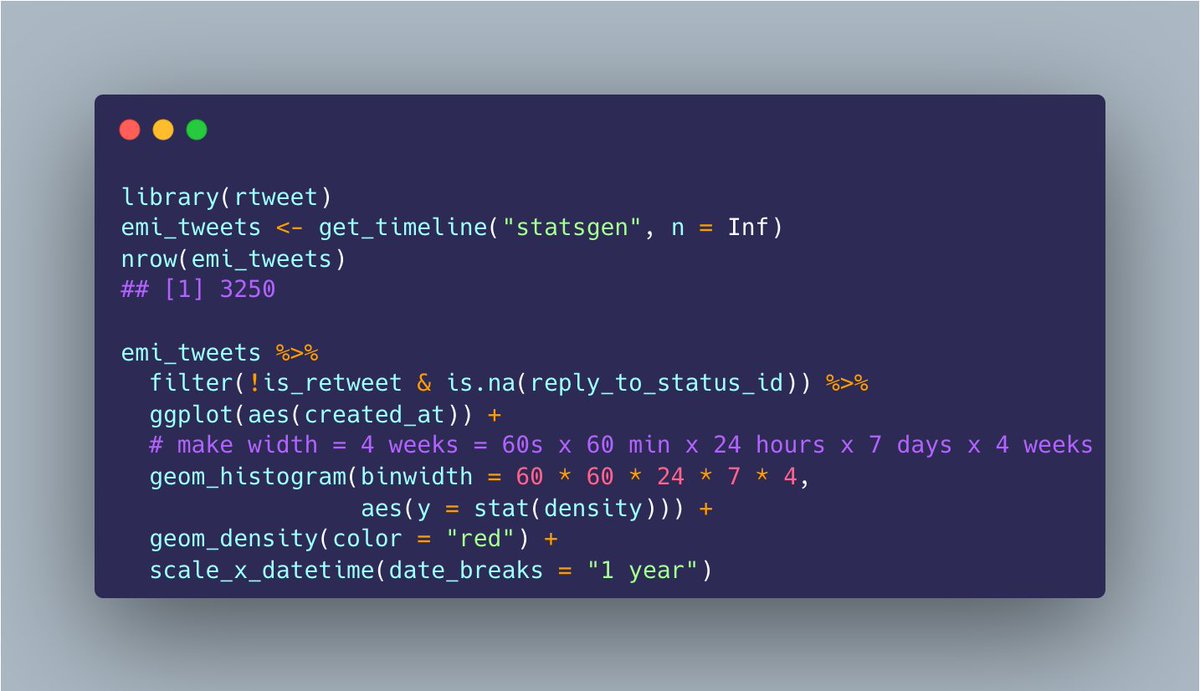 library(rtweet)
emi_tweets <- get_timeline("statsgen", n = Inf)
nrow(emi_tweets)
## [1] 3250
emi_tweets %>%
filter(!is_retweet & is.na(reply_to_status_id)) %>%
ggplot(aes(created_at)) +
# make width = 4 weeks = 60s x 60 min x 24 hours x 7 days x 4 weeks
geom_histogram(binwidth = 60 * 60 * 24 * 7 * 4,
aes(y = stat(density))) +
geom_density(color = "red") +
scale_x_datetime(date_breaks = "1 year")